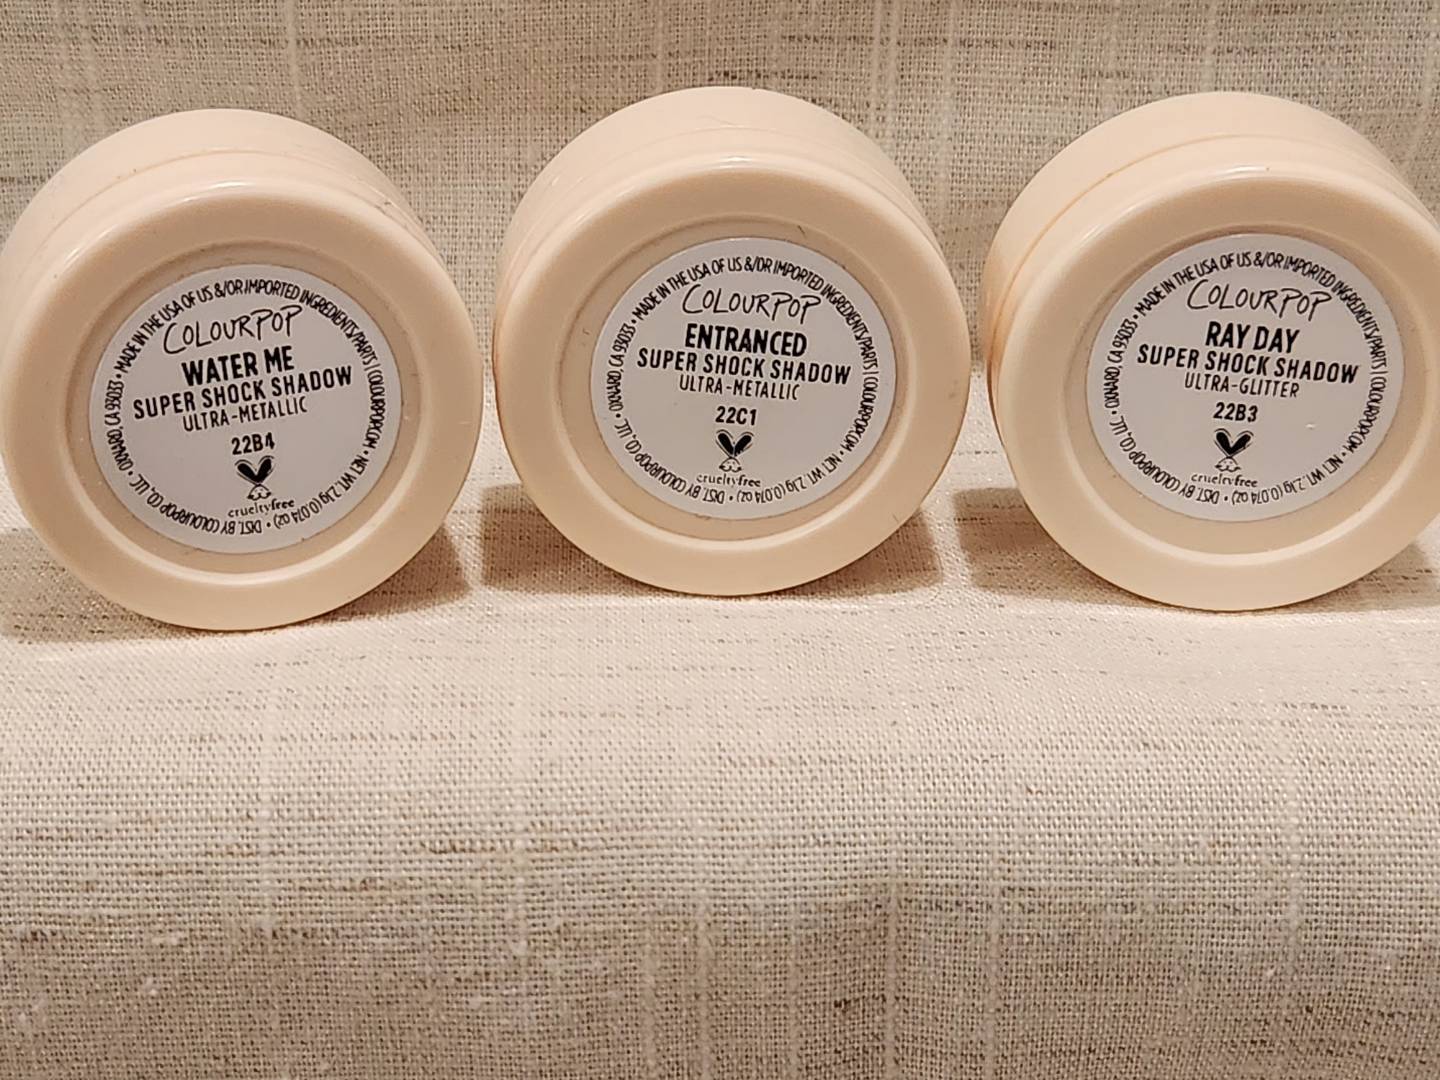 COLOURPOP
WATER ME
SUPER SHOCK SHADOW
ULTRA-METALLIC
22B4
crueltyfree
• MADE IN THE USA OF US &/OR IMPORTED INGREDIENTS/PARTS | COLOURPOP.COM • NET WT. 2.1g (0.074 oz) • DIST. BY COLOURPOP CO., LLC • OXNARD, CA 93033
COLOURPOP
ENTRANCED
SUPER SHOCK SHADOW
ULTRA-METALLIC
22C1
crueltyfree
• MADE IN THE USA OF US &/OR IMPORTED INGREDIENTS/PARTS | COLOURPOP.COM • NET WT. 2.1g (0.074 oz) • DIST. BY COLOURPOP CO., LLC • OXNARD, CA 93033
COLOURPOP
RAY DAY
SUPER SHOCK SHADOW
ULTRA-GLITTER
22B3
crueltyfree
• MADE IN THE USA OF US &/OR IMPORTED INGREDIENTS/PARTS | COLOURPOP.COM • NET WT. 2.1g (0.074 oz) • DIST. BY COLOURPOP CO., LLC • OXNARD, CA 93033